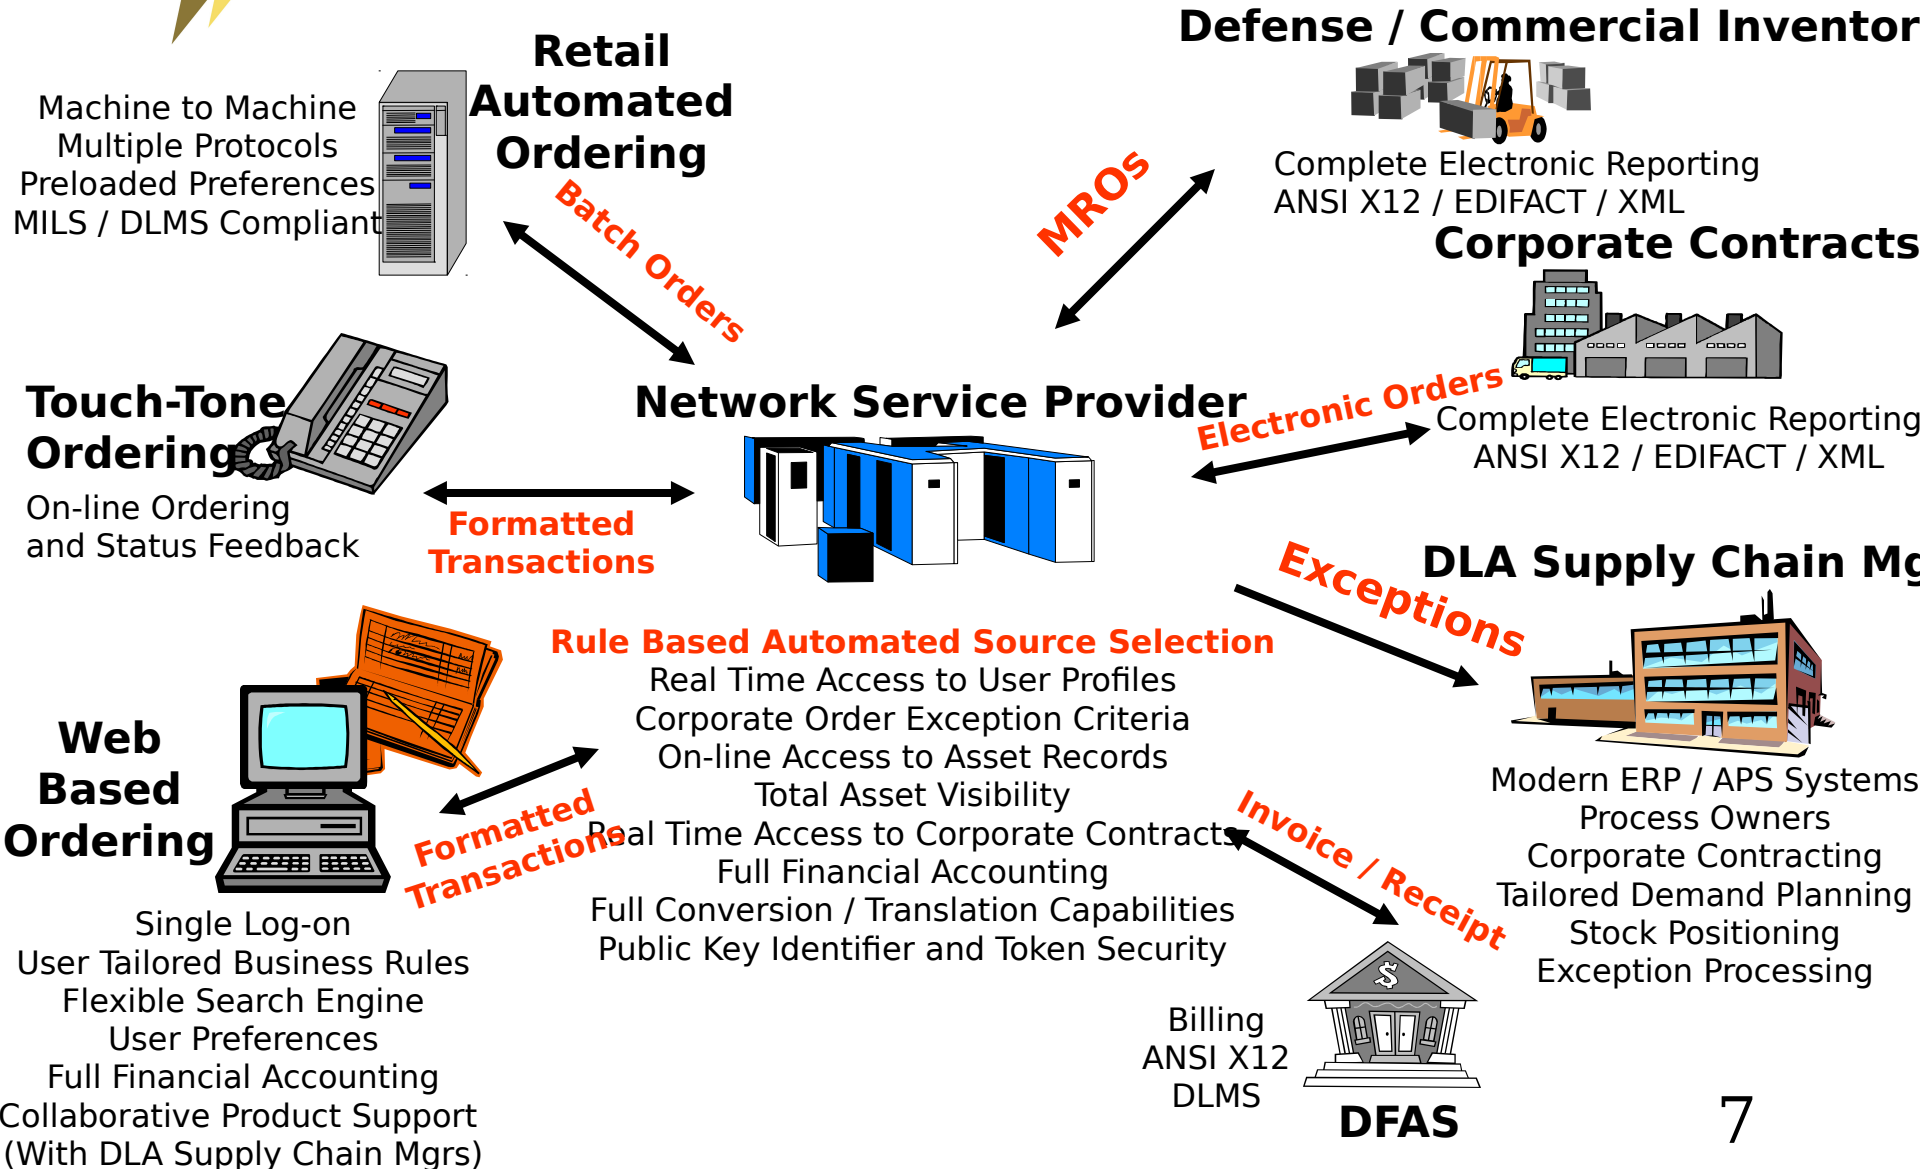 Retail
Automated
Ordering
Machine to Machine
Multiple Protocols
Preloaded Preferences
MILS / DLMS Compliant
Batch Orders
MROs
Defense / Commercial Inventor
Complete Electronic Reporting
ANSI X12 / EDIFACT / XML
Corporate Contracts
Electronic Orders
Complete Electronic Reporting
ANSI X12 / EDIFACT / XML
Touch-Tone
Ordering
On-line Ordering
and Status Feedback
Formatted
Transactions
Network Service Provider
Exceptions
DLA Supply Chain Mg
Modern ERP / APS Systems
Process Owners
Corporate Contracting
Tailored Demand Planning
Stock Positioning
Exception Processing
Rule Based Automated Source Selection
Real Time Access to User Profiles
Corporate Order Exception Criteria
On-line Access to Asset Records
Total Asset Visibility
Real Time Access to Corporate Contracts
Full Financial Accounting
Full Conversion / Translation Capabilities
Public Key Identifier and Token Security
Web
Based
Ordering
Formatted
Transactions
Single Log-on
User Tailored Business Rules
Flexible Search Engine
User Preferences
Full Financial Accounting
Collaborative Product Support
(With DLA Supply Chain Mgrs)
Invoice / Receipt
$
Billing
ANSI X12
DLMS
DFAS
7